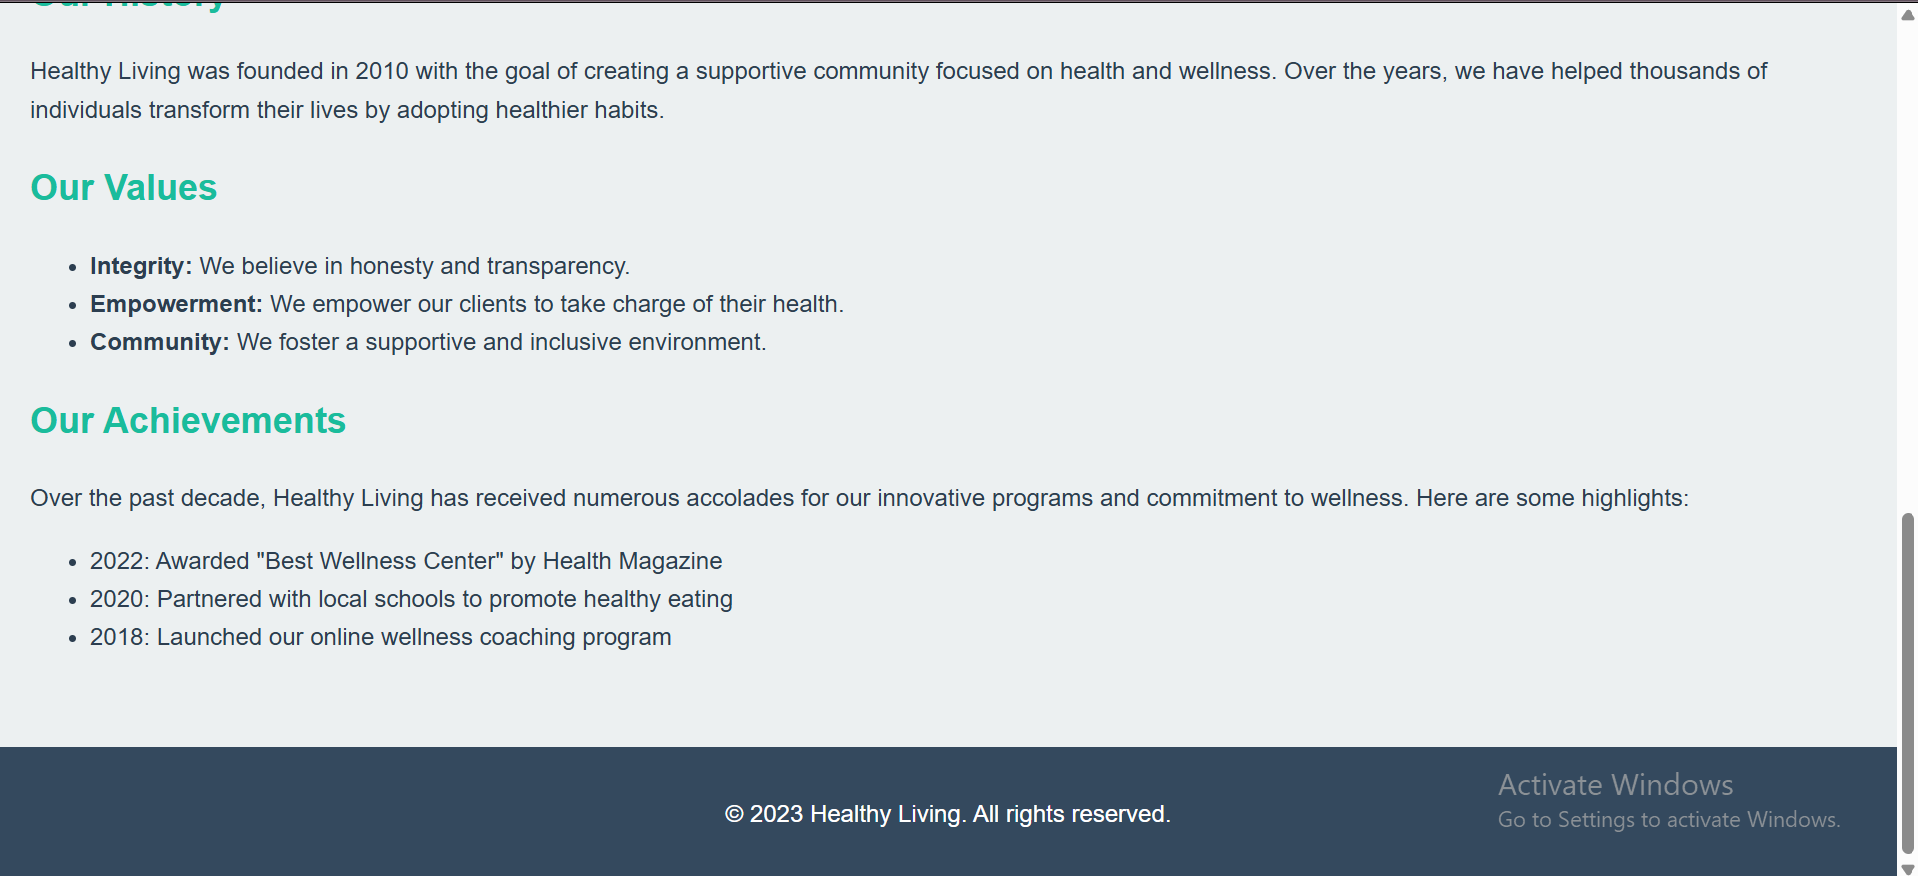 Our History
Healthy Living was founded in 2010 with the goal of creating a supportive community focused on health and wellness. Over the years, we have helped thousands of
individuals transform their lives by adopting healthier habits.
Our Values
• Integrity: We believe in honesty and transparency.
• Empowerment: We empower our clients to take charge of their health.
• Community: We foster a supportive and inclusive environment.
Our Achievements
Over the past decade, Healthy Living has received numerous accolades for our innovative programs and commitment to wellness. Here are some highlights:
• 2022: Awarded "Best Wellness Center" by Health Magazine
• 2020: Partnered with local schools to promote healthy eating
• 2018: Launched our online wellness coaching program
© 2023 Healthy Living. All rights reserved.
Activate Windows
Go to Settings to activate Windows.